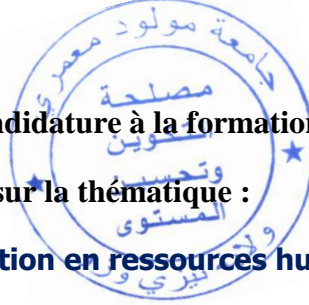 جامعة مولود معمري
مصلحة
ndidature à la formation
التكوين
وتحسين
sur la thématique :
المستوى
tion en ressources hu
ولاية تيزي وزو